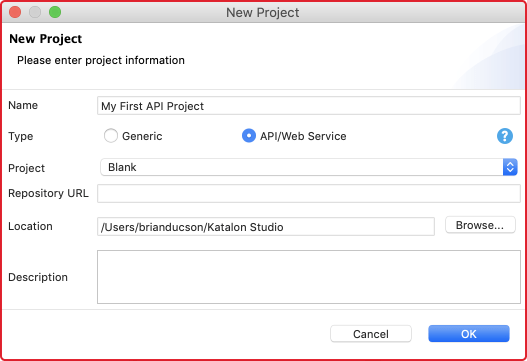 New Project
New Project
Please enter project information
Name My First API Project
Type Generic API/Web Service ?
Project Blank
Repository URL
Location /Users/brianducson/Katalon Studio Browse...
Description
Cancel OK